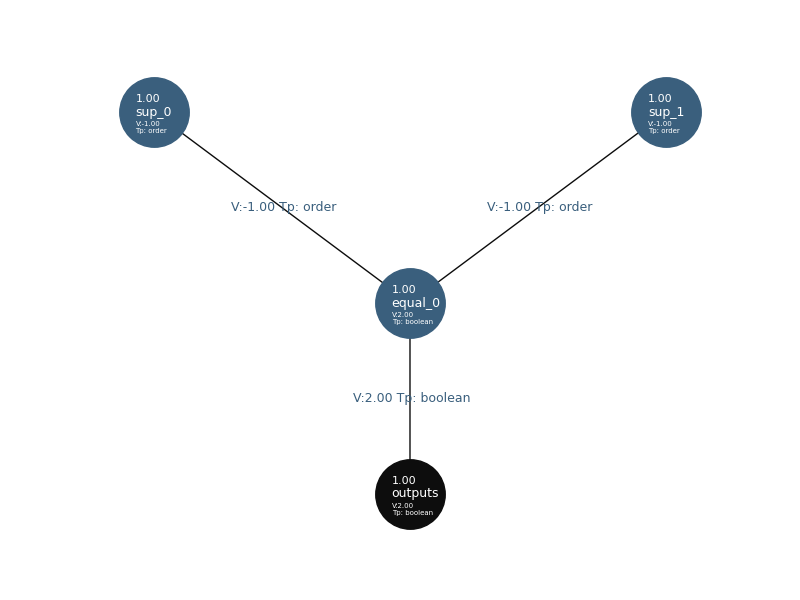 1.00
sup_0
V:-1.00
Tp: order
1.00
sup_1
V:-1.00
Tp: order
V:-1.00 Tp: order
V:-1.00 Tp: order
1.00
equal_0
V:2.00
Tp: boolean
V:2.00 Tp: boolean
1.00
outputs
V:2.00
Tp: boolean